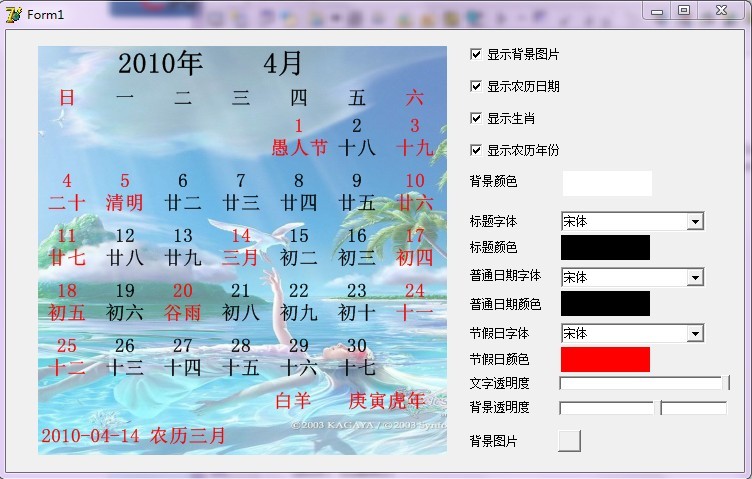 Form1
2010年 4月
日 一 二 三 四 五 六
1 2 3
愚人节 十八 十九
4 5 6 7 8 9 10
二十 清明 廿二 廿三 廿四 廿五 廿六
11 12 13 14 15 16 17
廿七 廿八 廿九 三月 初二 初三 初四
18 19 20 21 22 23 24
初五 初六 谷雨 初八 初九 初十 十一
25 26 27 28 29 30
十二 十三 十四 十五 十六 十七
白羊 庚寅虎年
©2003 KAGAYA / ©2003
2010-04-14 农历三月
显示背景图片
显示农历日期
显示生肖
显示农历年份
背景颜色
标题字体 宋体
标题颜色
普通日期字体 宋体
普通日期颜色
节假日字体 宋体
节假日颜色
文字透明度
背景透明度
背景图片